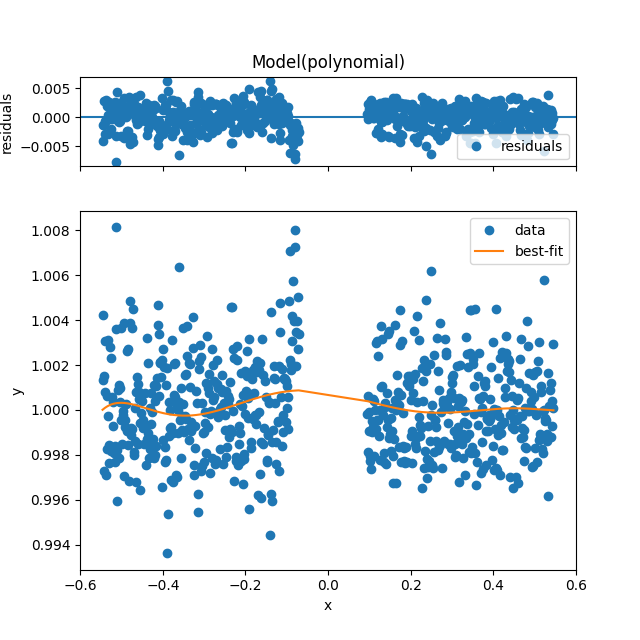 Model(polynomial)
0.005
0.000
−0.005
residuals
residuals
1.008
1.006
1.004
1.002
1.000
0.998
0.996
0.994
y
data
best-fit
−0.6
−0.4
−0.2
0.0
0.2
0.4
0.6
x